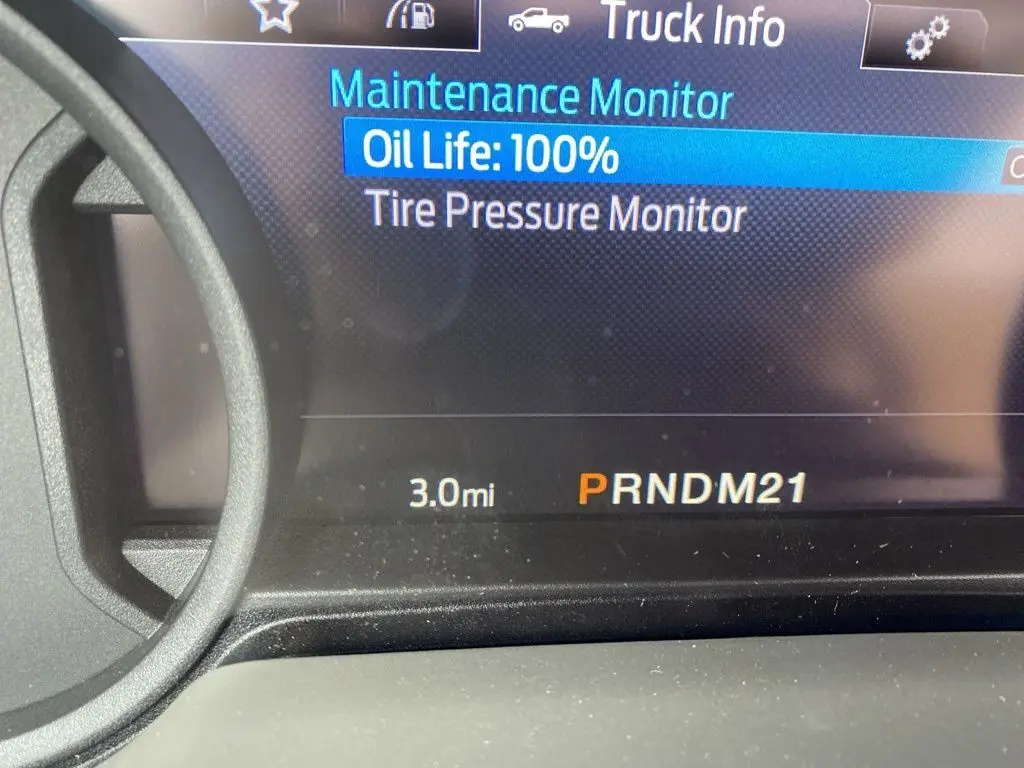 Truck Info
Maintenance Monitor
Oil Life: 100%
Tire Pressure Monitor
3.0mi
PRNDM21